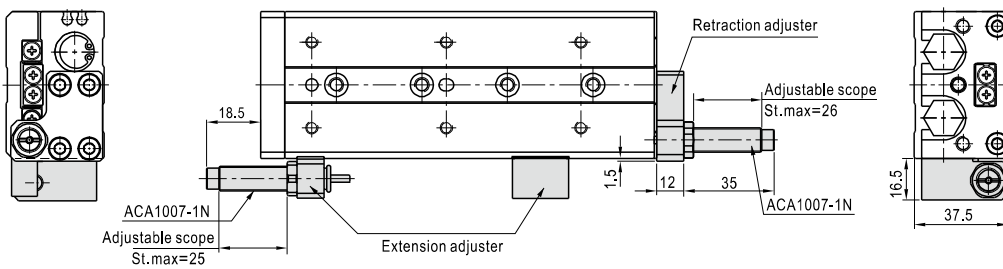 Retraction adjuster
Adjustable scope
St.max=26
18.5
1.5
12
35
ACA1007-1N
16.5
37.5
ACA1007-1N
Adjustable scope
St.max=25
Extension adjuster